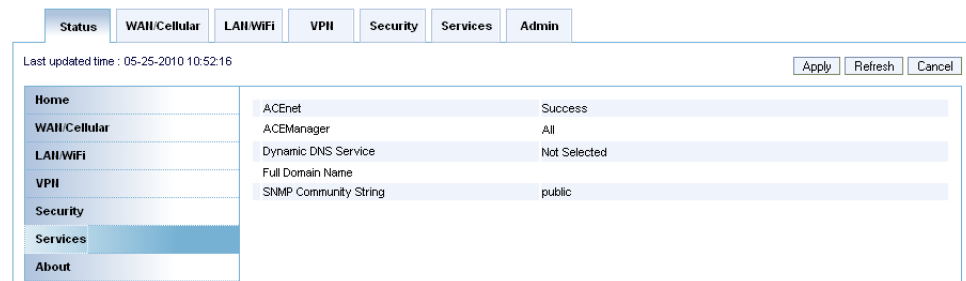 Status WAN/Cellular LAN/WiFi VPN Security Services Admin
Last updated time : 05-25-2010 10:52:16
Apply Refresh Cancel
Home
WAN/Cellular
LAN/WiFi
VPN
Security
Services
About
ACEnet Success
ACEManager All
Dynamic DNS Service Not Selected
Full Domain Name
SNMP Community String public